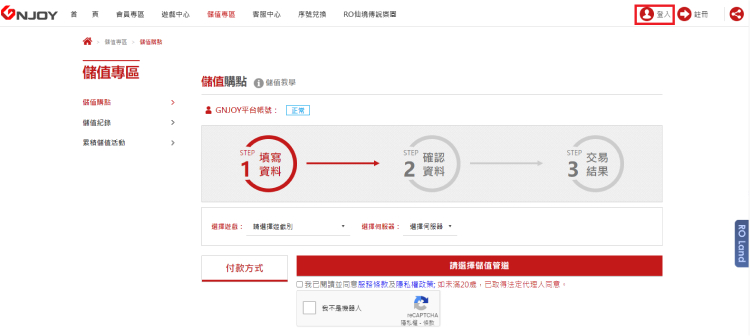 GNJOY 首 頁 會員專區 遊戲中心 儲值專區 客服中心 序號兌換 RO仙境傳說樂園 登入 註冊
儲值專區 儲值購點
儲值專區
儲值購點
儲值紀錄
累積儲值活動
儲值購點 儲值教學
GNJOY平台帳號： 正常
STEP 1 填寫資料
STEP 2 確認資料
STEP 3 交易結果
選擇遊戲： 請選擇遊戲別 選擇伺服器： 選擇伺服器
付款方式
請選擇儲值管道
我已閱讀並同意服務條款及隱私權政策; 如未滿20歲，已取得法定代理人同意。
我不是機器人
reCAPTCHA
隱私權 - 條款
RO Land